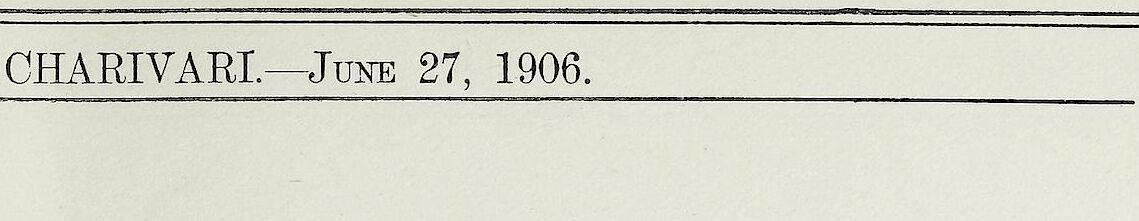 CHARIVARI.—June 27, 1906.